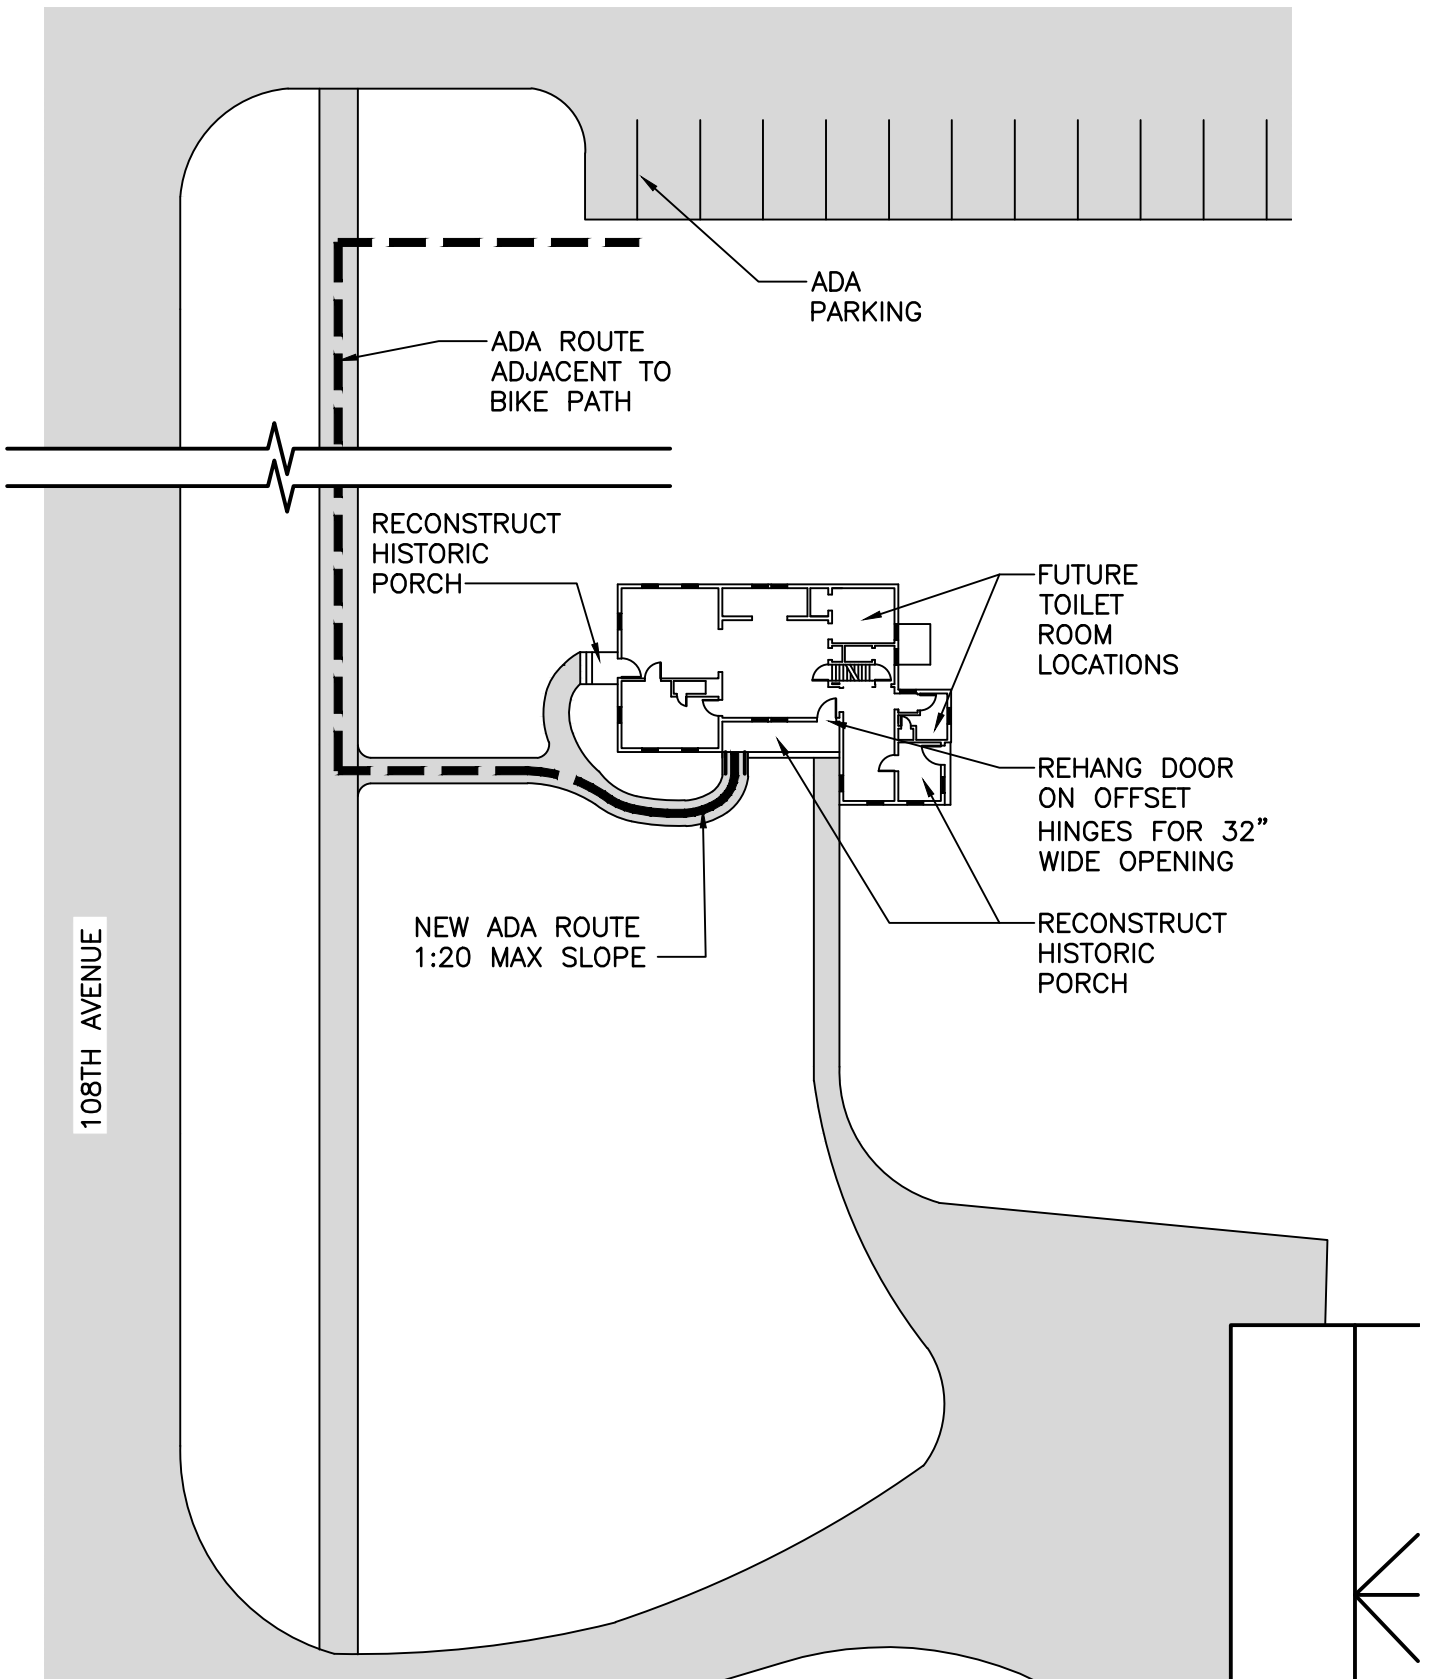 ADA
PARKING
ADA ROUTE
ADJACENT TO
BIKE PATH
RECONSTRUCT
HISTORIC
PORCH
FUTURE
TOILET
ROOM
LOCATIONS
REHANG DOOR
ON OFFSET
HINGES FOR 32"
WIDE OPENING
NEW ADA ROUTE
1:20 MAX SLOPE
RECONSTRUCT
HISTORIC
PORCH
108TH AVENUE